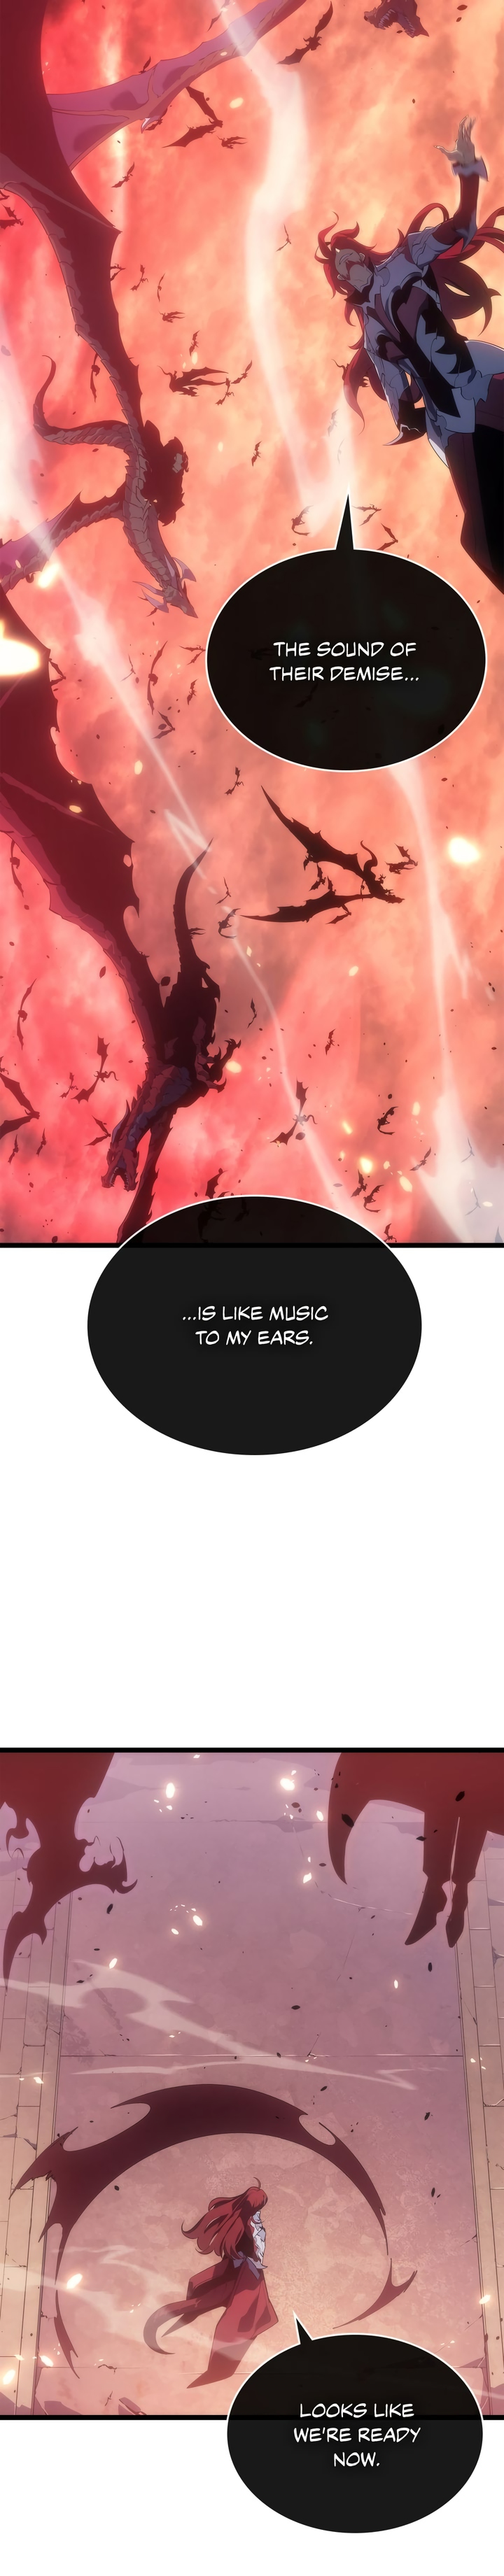 THE SOUND OF
THEIR DEMISE...
...IS LIKE MUSIC
TO MY EARS.
LOOKS LIKE
WE'RE READY
NOW.